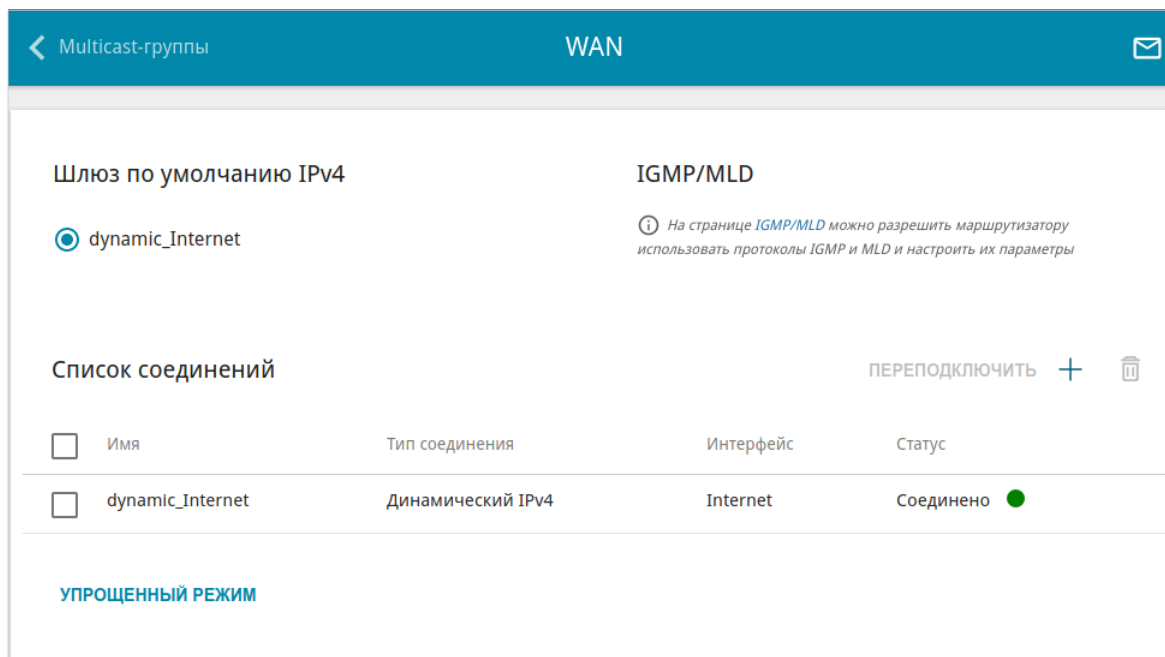 Multicast-группы
WAN
Шлюз по умолчанию IPv4
IGMP/MLD
dynamic_Internet
На странице IGMP/MLD можно разрешить маршрутизатору
использовать протоколы IGMP и MLD и настроить их параметры
Список соединений
ПЕРЕПОДКЛЮЧИТЬ
Имя Тип соединения Интерфейс Статус
dynamic_Internet Динамический IPv4 Internet Соединено
УПРОЩЕННЫЙ РЕЖИМ